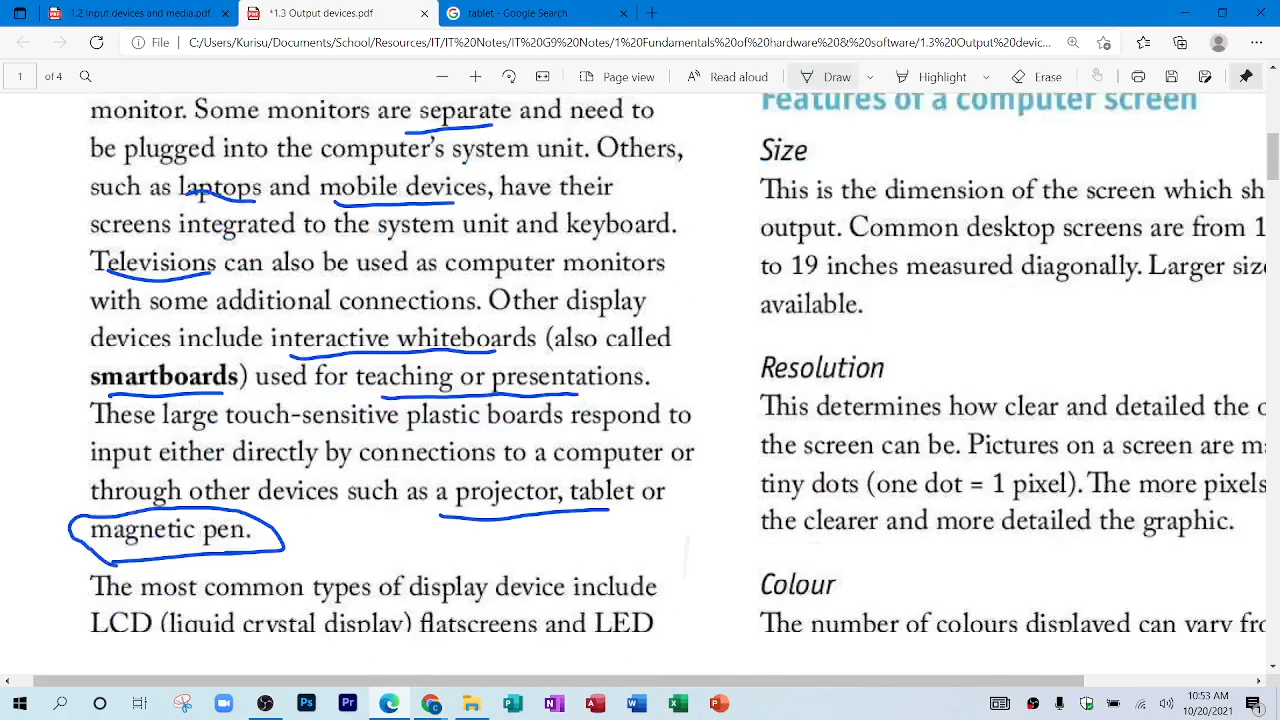 1.2 Input devices and media.pdf
*1.3 Output devices.pdf
tablet - Google Search
File
C:/Users/Kurisu/Documents/School/Resources/IT/IT%20Notes/IT%20G9%20Notes/1%20Fundamentals%20of%20hardware%20&%20software/1.3%20Output%20devic...
1 of 4
Page view
Read aloud
Draw
Highlight
Erase
monitor. Some monitors are separate and need to
be plugged into the computer's system unit. Others,
such as laptops and mobile devices, have their
screens integrated to the system unit and keyboard.
Televisions can also be used as computer monitors
with some additional connections. Other display
devices include interactive whiteboards (also called
smartboards) used for teaching or presentations.
These large touch-sensitive plastic boards respond to
input either directly by connections to a computer or
through other devices such as a projector, tablet or
magnetic pen.
The most common types of display device include
LCD (liquid crystal display) flatscreens and LED
Features of a computer screen
Size
This is the dimension of the screen which sh
output. Common desktop screens are from 1
to 19 inches measured diagonally. Larger siz
available.
Resolution
This determines how clear and detailed the o
the screen can be. Pictures on a screen are m
tiny dots (one dot = 1 pixel). The more pixels
the clearer and more detailed the graphic.
Colour
The number of colours displayed can vary fro
10:53 AM
10/20/2021